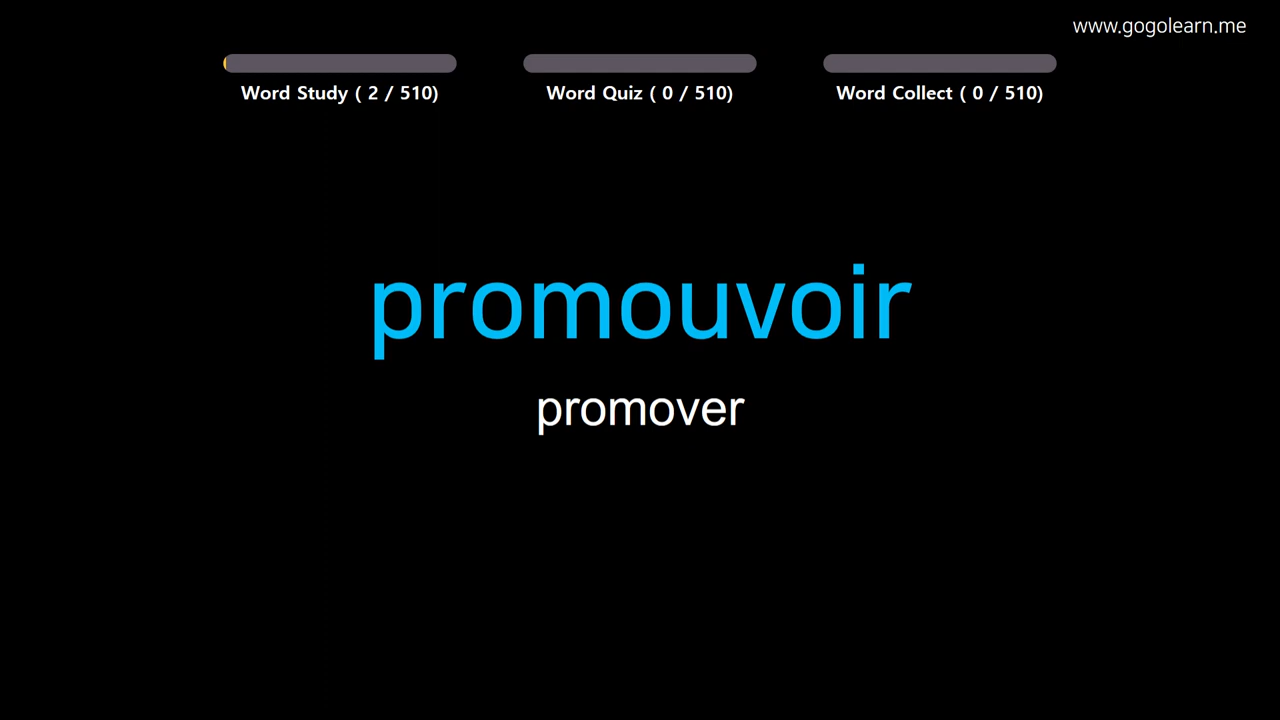 www.gogolearn.me
Word Study ( 2 / 510)
Word Quiz ( 0 / 510)
Word Collect ( 0 / 510)
promouvoir
promover